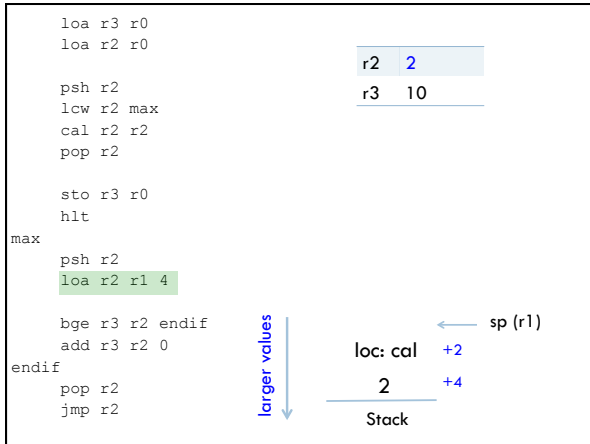 loa r3 r0
loa r2 r0
psh r2
lcw r2 max
cal r2 r2
pop r2
sto r3 r0
hlt
max
psh r2
loa r2 r1 4
bge r3 r2 endif
add r3 r2 0
endif
pop r2
jmp r2
r2 2
r3 10
larger values
sp (r1)
loc: cal +2
2 +4
Stack